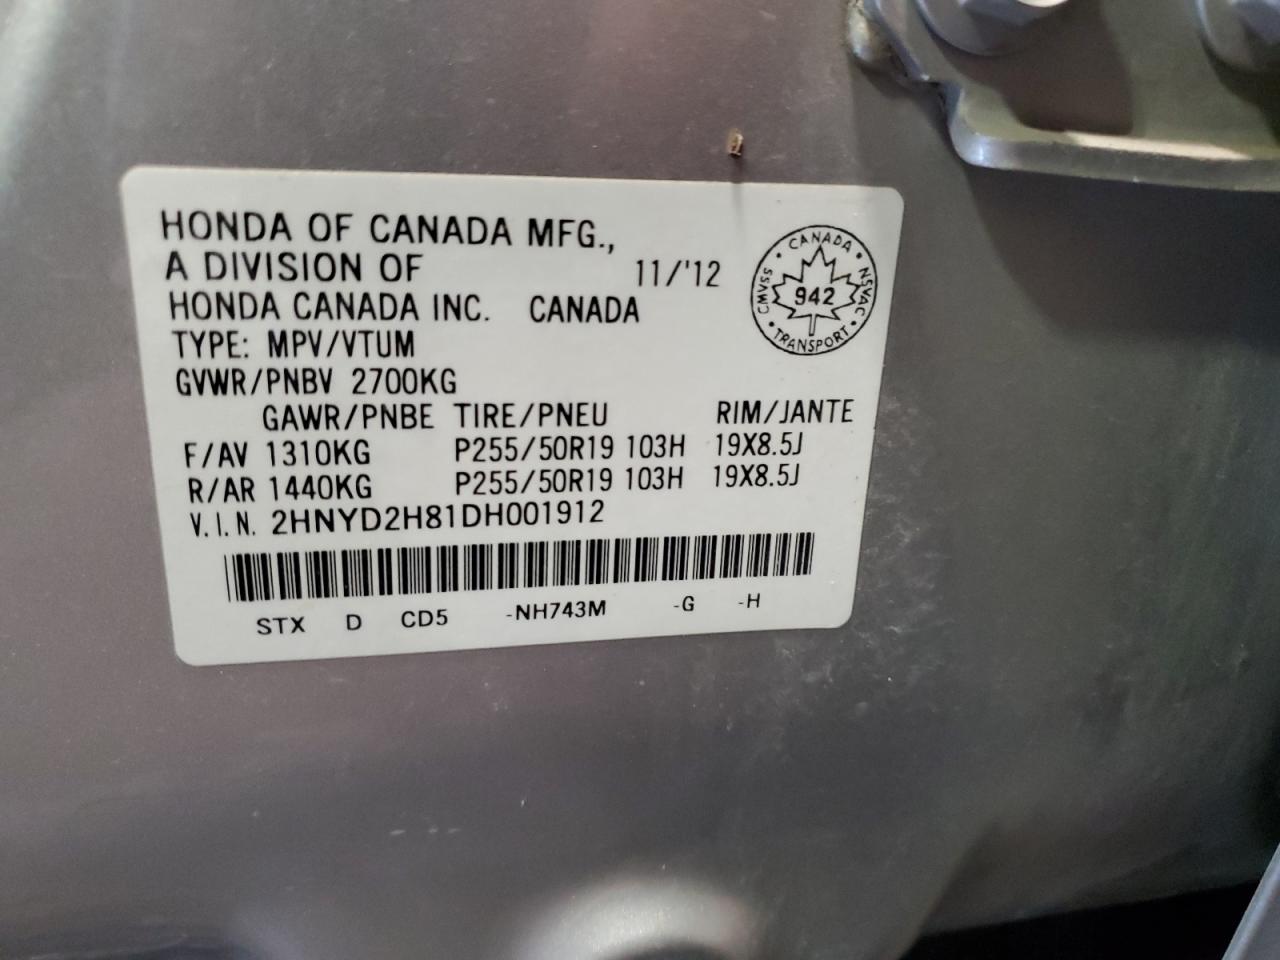 HONDA OF CANADA MFG.,
A DIVISION OF 11/'12
HONDA CANADA INC. CANADA
TYPE: MPV/VTUM
GVWR/PNBV 2700KG
GAWR/PNBE TIRE/PNEU RIM/JANTE
F/AV 1310KG P255/50R19 103H 19X8.5J
R/AR 1440KG P255/50R19 103H 19X8.5J
V.I.N. 2HNYD2H81DH001912
STX D CD5 -NH743M -G -H
CANADA
NSVAC
TRANSPORT
CMVSS
942